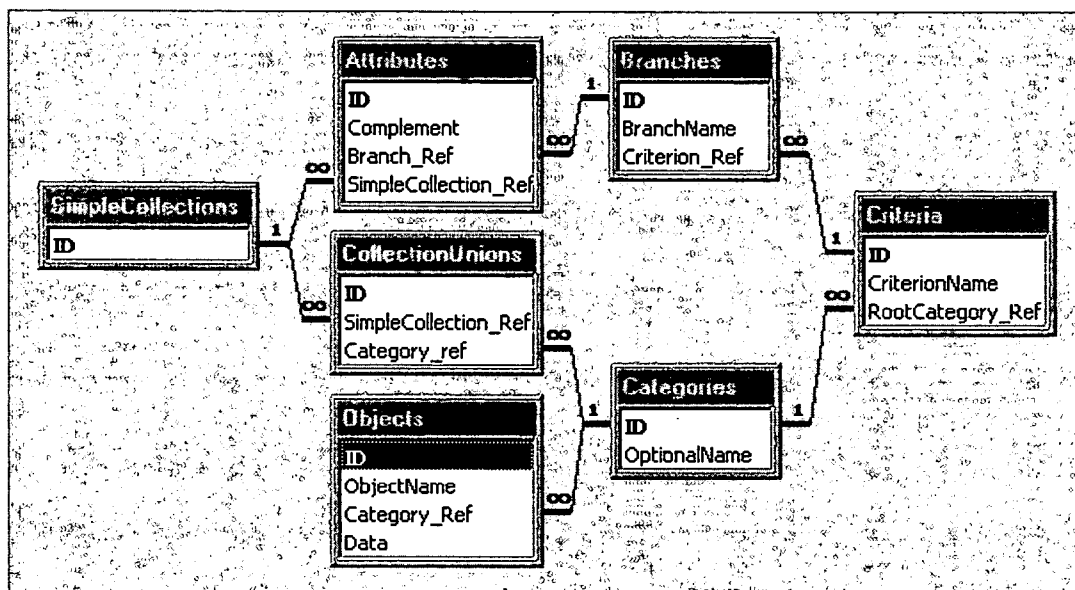 SimpleCollections
ID
1
∞
∞
Attributes
ID
Complement
Branch_Ref
SimpleCollection_Ref
∞
1
CollectionUnions
ID
SimpleCollection_Ref
Category_ref
∞
Objects
ID
ObjectName
Category_Ref
Data
∞
1
Branches
ID
BranchName
Criterion_Ref
∞
1
Categories
ID
OptionalName
1
∞
Criteria
ID
CriterionName
RootCategory_Ref